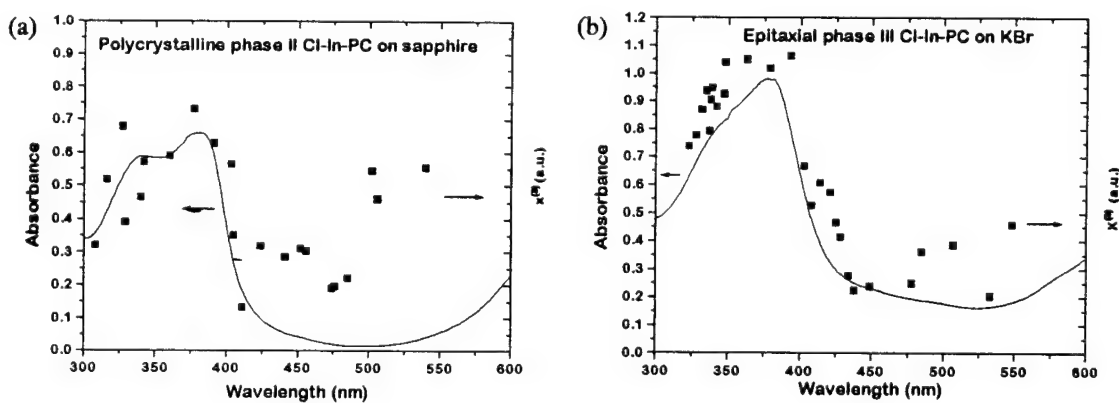 (a)
Polycrystalline phase II Cl-In-PC on sapphire
Absorbance
1.0
0.9
0.8
0.7
0.6
0.5
0.4
0.3
0.2
0.1
0.0
300 350 400 450 500 550 600
Wavelength (nm)
(a.u.)
(b)
Epitaxial phase III Cl-In-PC on KBr
Absorbance
1.2
1.1
1.0
0.9
0.8
0.7
0.6
0.5
0.4
0.3
0.2
0.1
0.0
300 350 400 450 500 550 600
Wavelength (nm)
(a.u.)